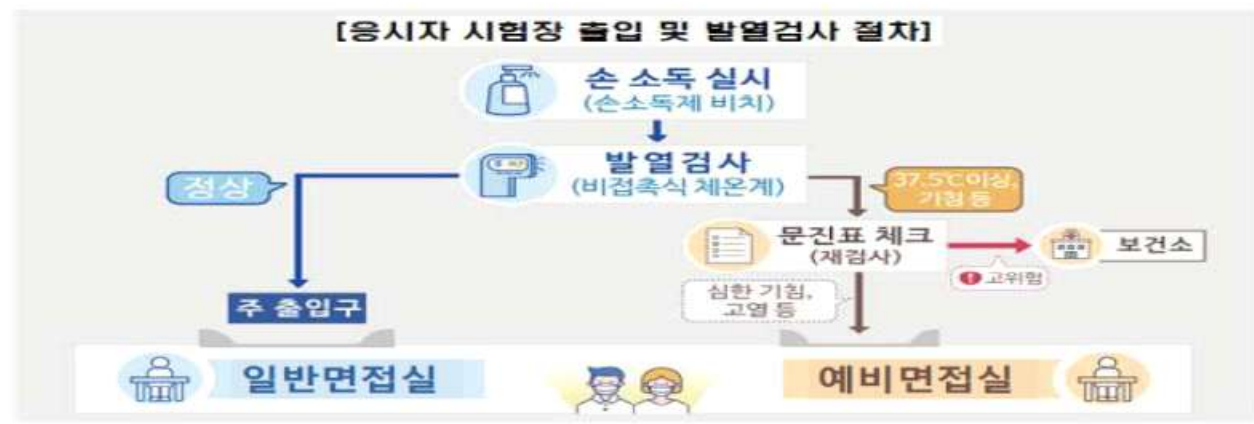 [응시자 시험장 출입 및 발열검사 절차]
손 소독 실시
(손소독제 비치)
발열검사
(비접촉식 체온계)
정상
37.5℃이상,
기침 등
문진표 체크
(재검사)
보건소
고위험
심한 기침,
고열 등
주 출입구
일반면접실
예비면접실